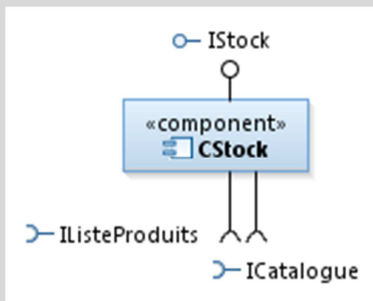 IStock
«component»
CStock
IListeProduits
ICatalogue